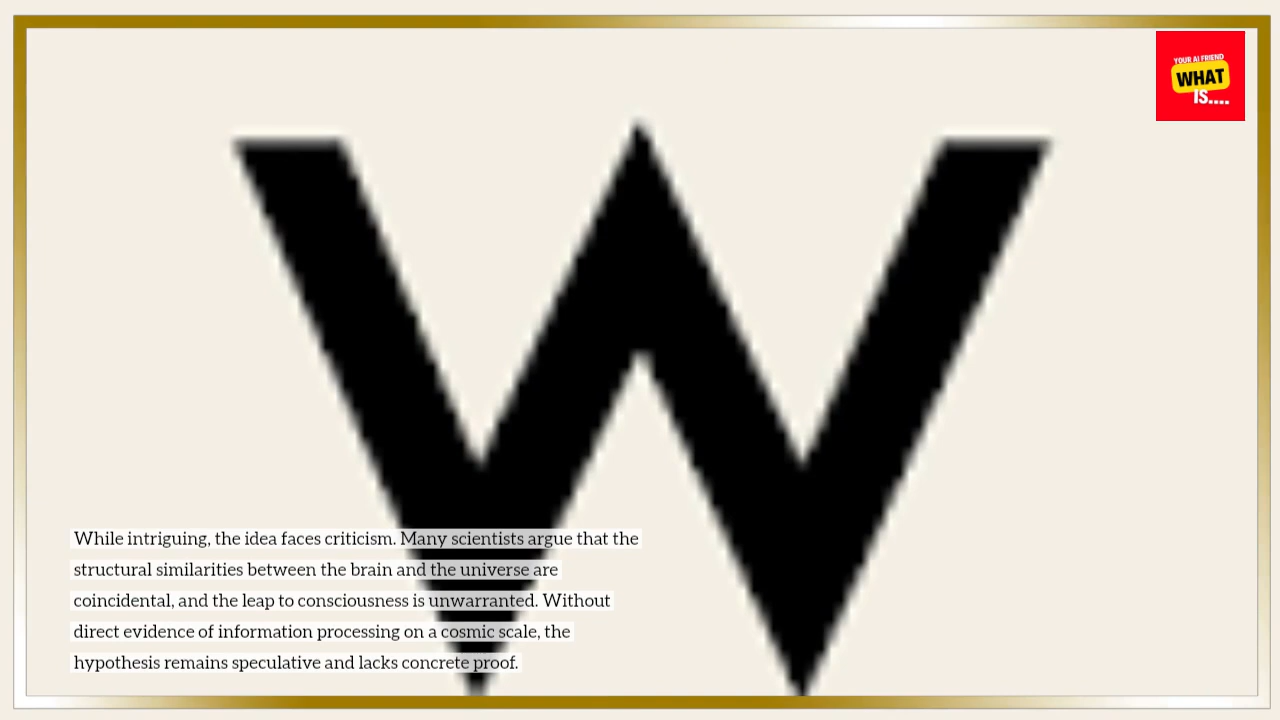 YOUR AI FRIEND
WHAT
IS....
W
While intriguing, the idea faces criticism. Many scientists argue that the
structural similarities between the brain and the universe are
coincidental, and the leap to consciousness is unwarranted. Without
direct evidence of information processing on a cosmic scale, the
hypothesis remains speculative and lacks concrete proof.